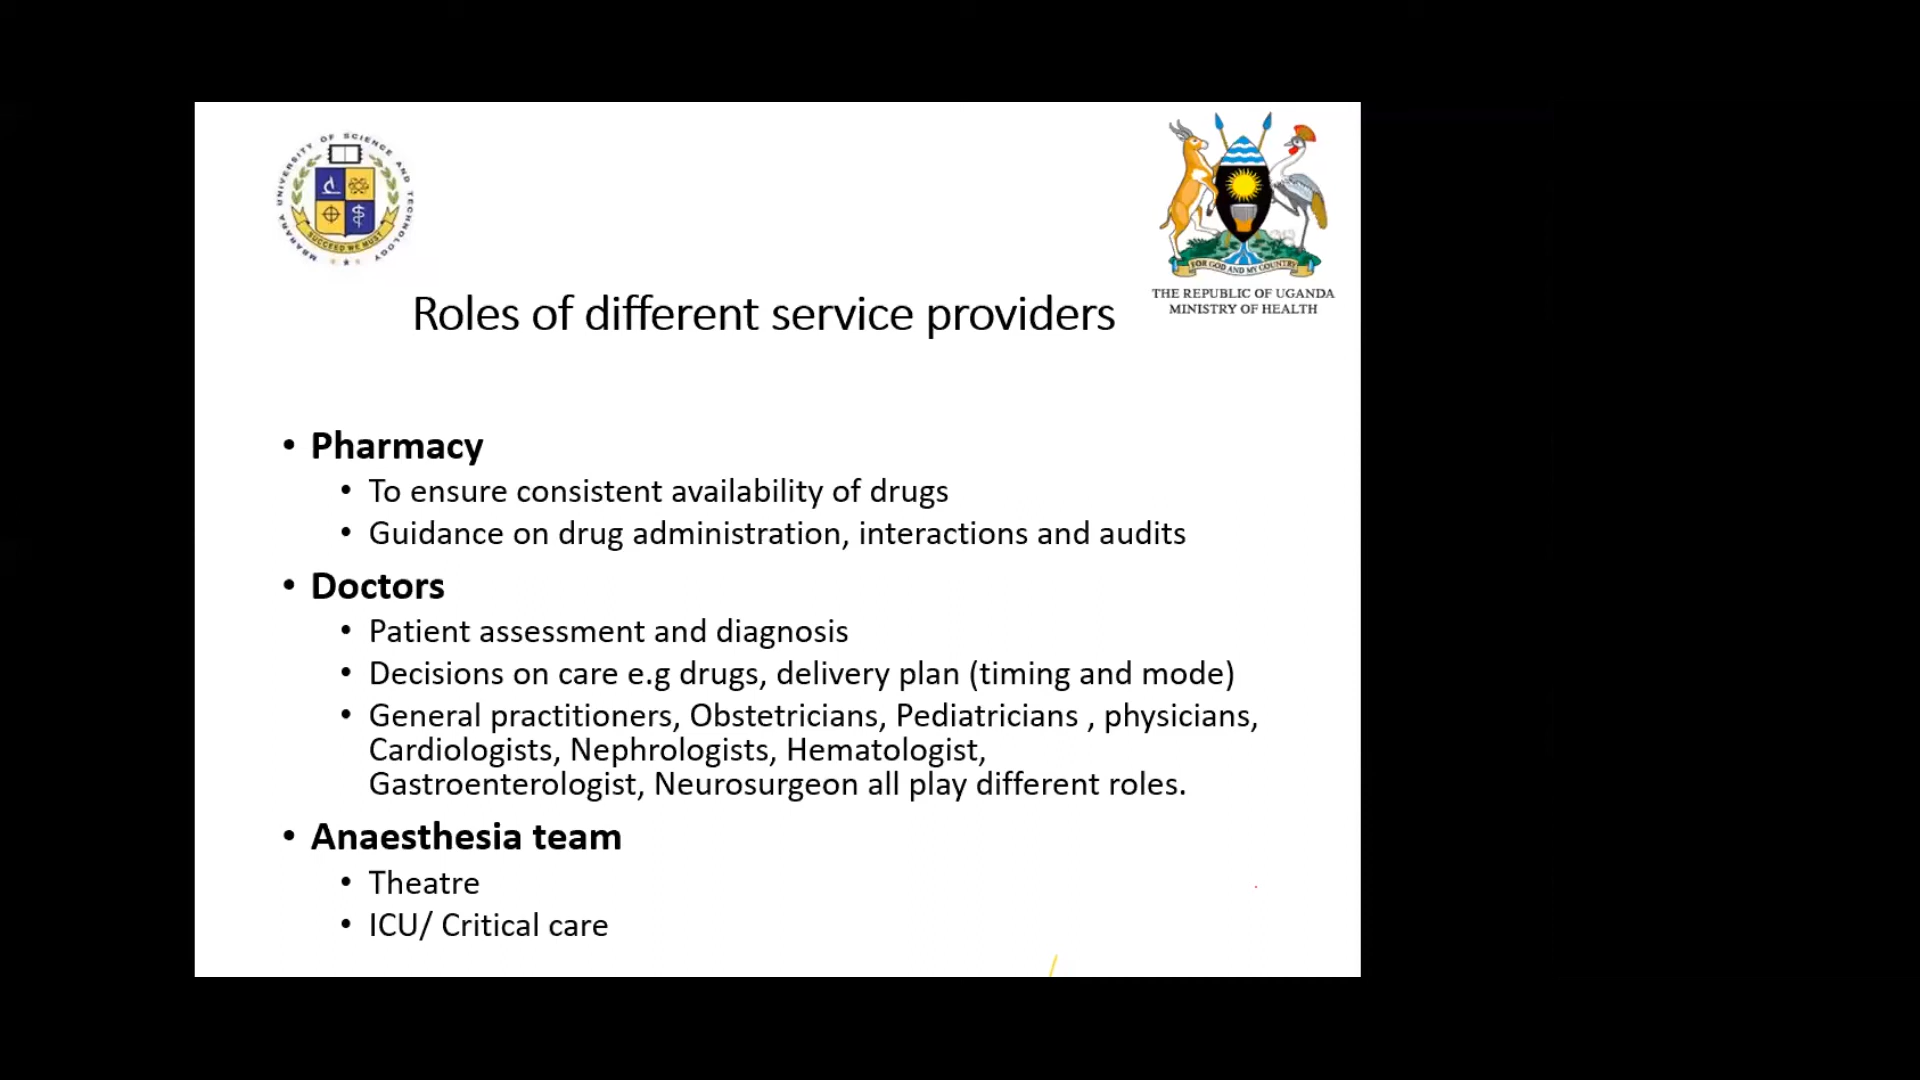 MBARARA UNIVERSITY OF SCIENCE AND TECHNOLOGY
SUCCEED WE MUST
FOR GOD AND MY COUNTRY
THE REPUBLIC OF UGANDA
MINISTRY OF HEALTH
Roles of different service providers
• Pharmacy
• To ensure consistent availability of drugs
• Guidance on drug administration, interactions and audits
• Doctors
• Patient assessment and diagnosis
• Decisions on care e.g drugs, delivery plan (timing and mode)
• General practitioners, Obstetricians, Pediatricians , physicians,
Cardiologists, Nephrologists, Hematologist,
Gastroenterologist, Neurosurgeon all play different roles.
• Anaesthesia team
• Theatre
• ICU/ Critical care